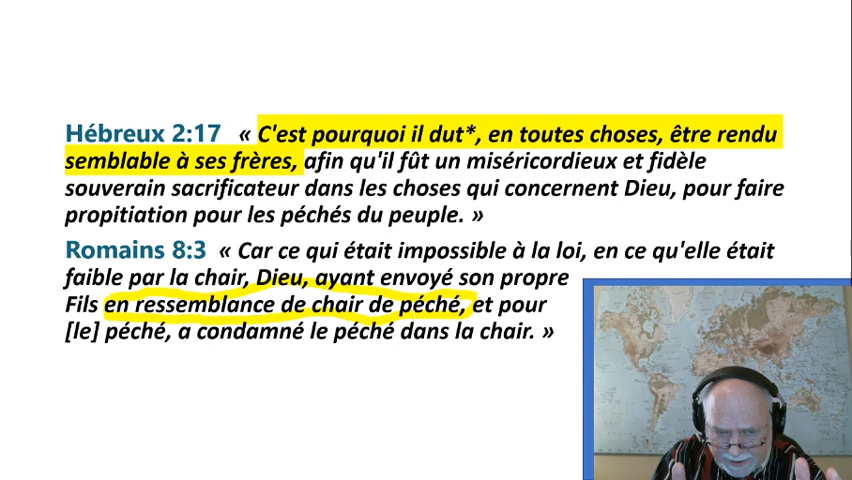 Hébreux 2:17 « C'est pourquoi il dut*, en toutes choses, être rendu
semblable à ses frères, afin qu'il fût un miséricordieux et fidèle
souverain sacrificateur dans les choses qui concernent Dieu, pour faire
propitiation pour les péchés du peuple. »
Romains 8:3 « Car ce qui était impossible à la loi, en ce qu'elle était
faible par la chair, Dieu, ayant envoyé son propre
Fils en ressemblance de chair de péché, et pour
[le] péché, a condamné le péché dans la chair. »